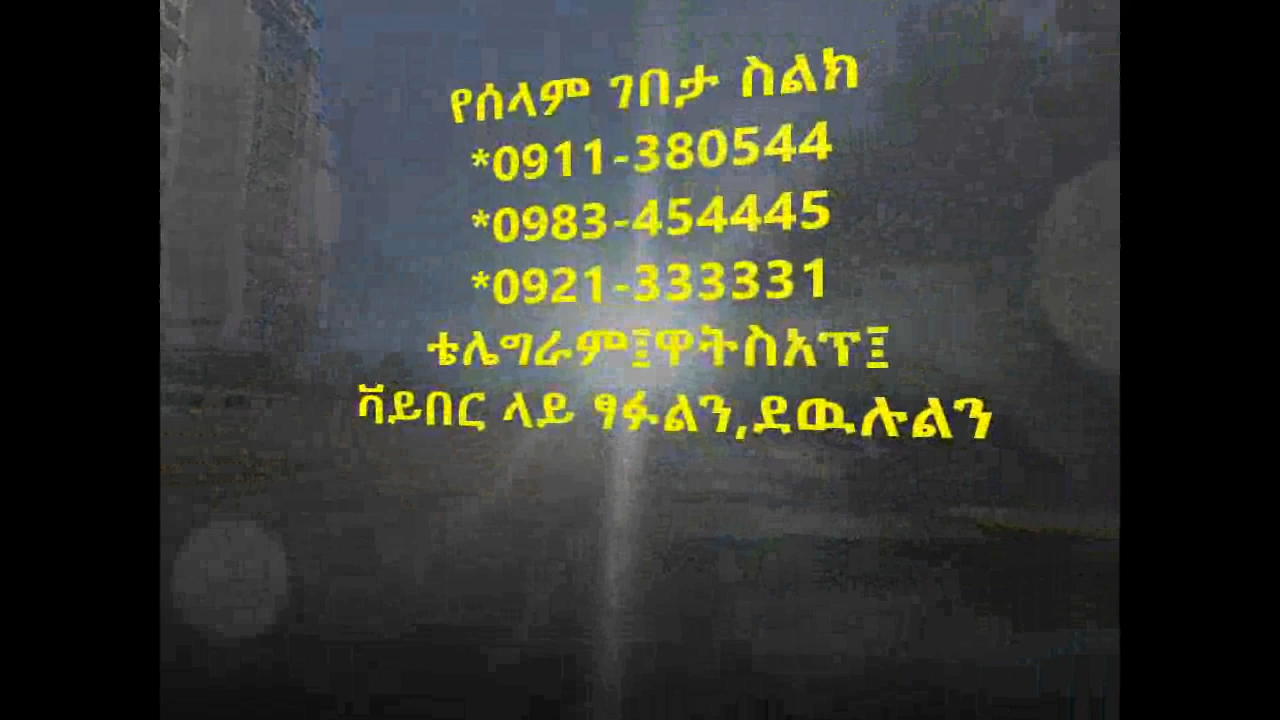 የሰላም ገበታ ስልክ
*0911-380544
*0983-454445
*0921-333331
ቴሌግራም፤ዋትስአፕ፤
ቫይበር ላይ ፃፉልን,ደዉሉልን